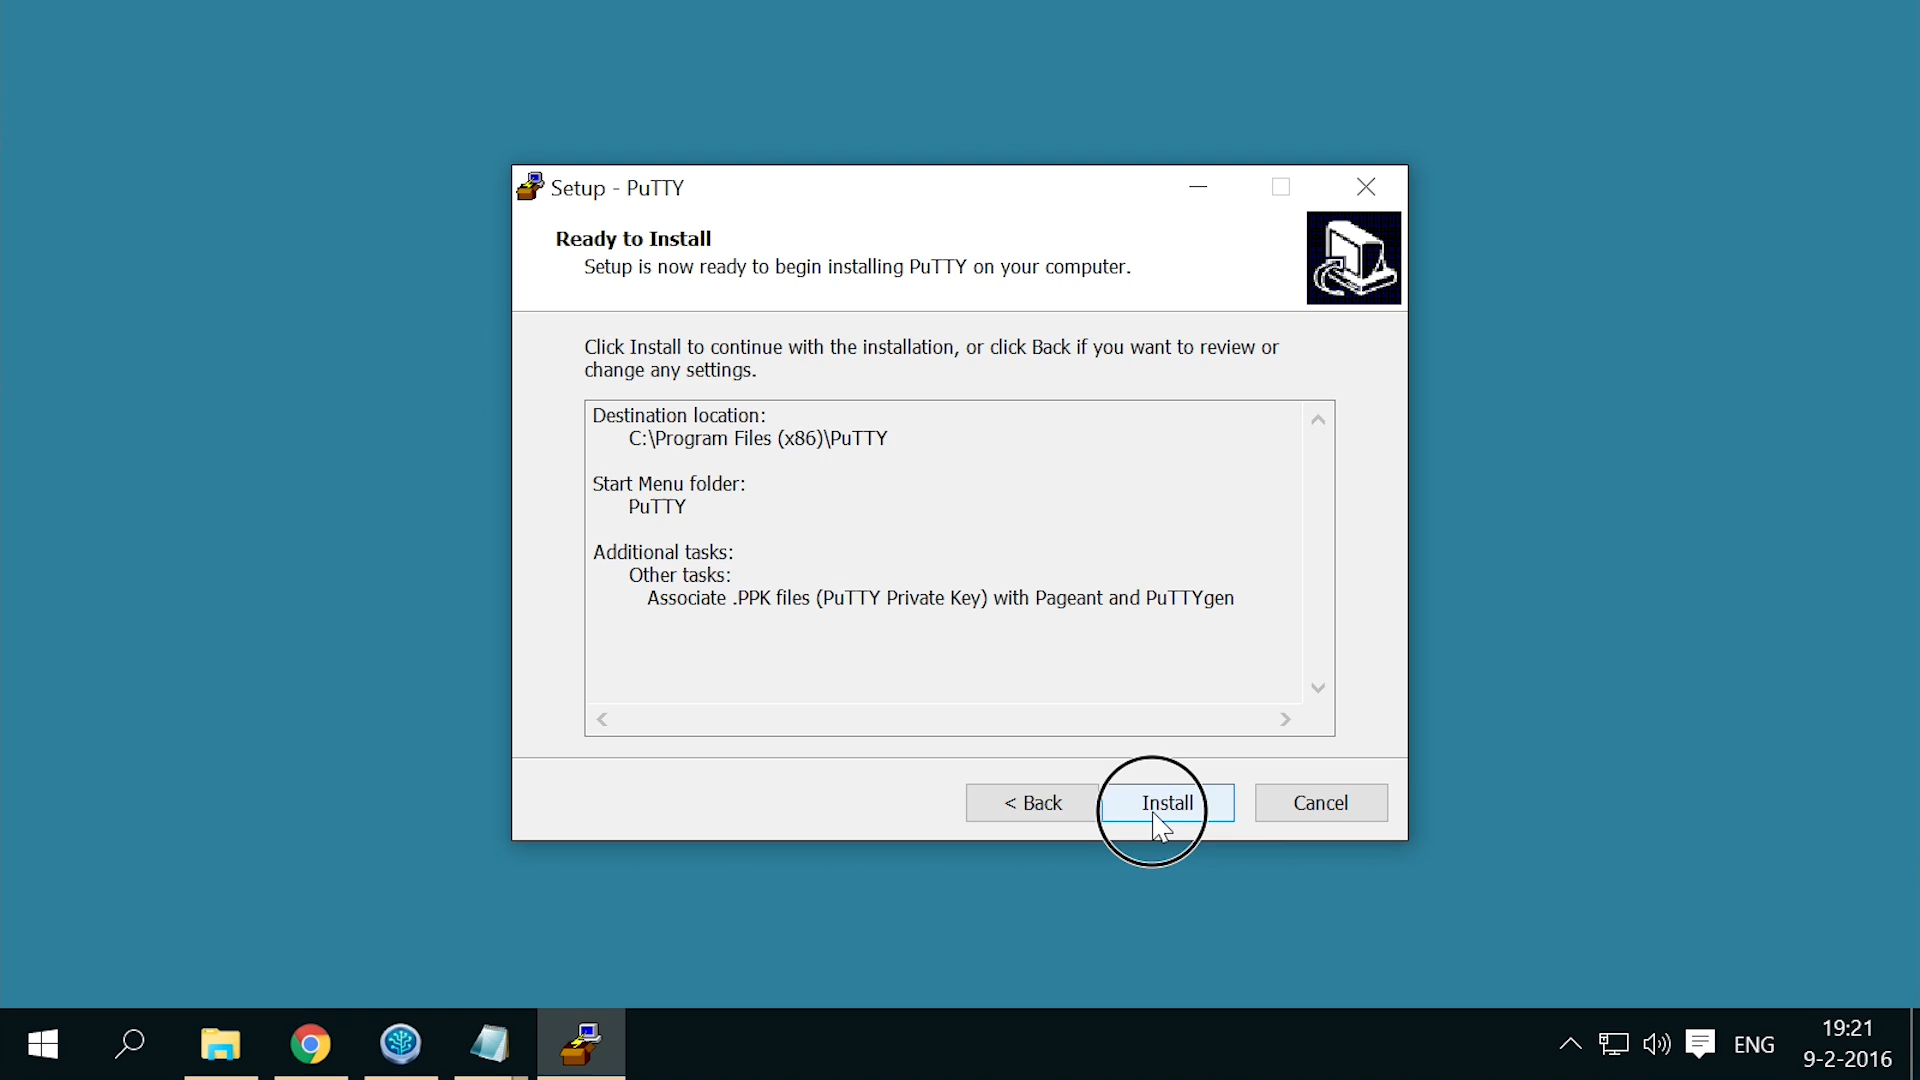 Setup - PuTTY
Ready to Install
Setup is now ready to begin installing PuTTY on your computer.
Click Install to continue with the installation, or click Back if you want to review or
change any settings.
Destination location:
C:\Program Files (x86)\PuTTY
Start Menu folder:
PuTTY
Additional tasks:
Other tasks:
Associate .PPK files (PuTTY Private Key) with Pageant and PuTTYgen
< Back
Install
Cancel
ENG
19:21
9-2-2016